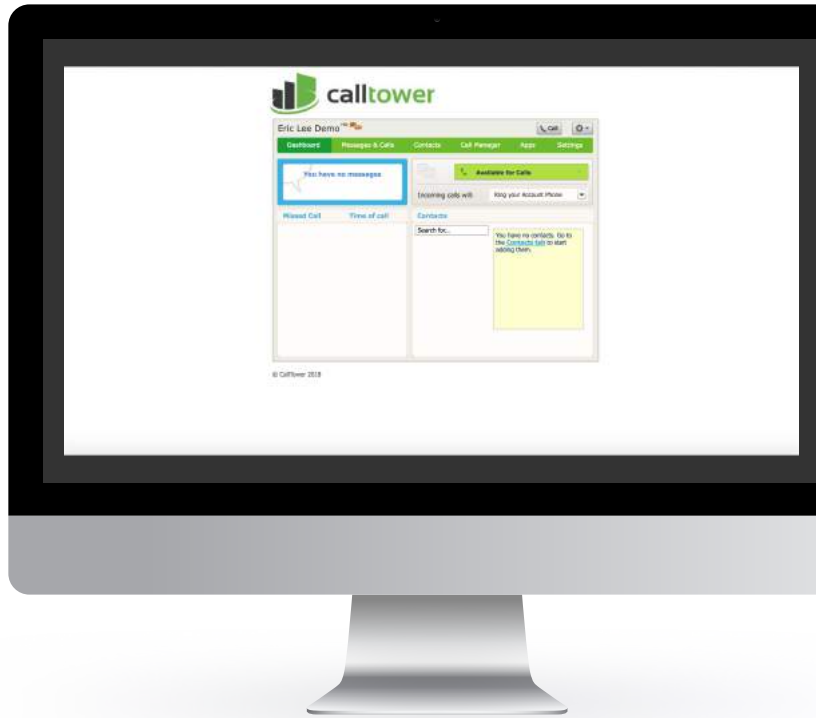 calltower
Eric Lee Demo
Call
Dashboard Messages & Calls Contacts Call Manager Apps Settings
You have no messages
Available for Calls
Incoming calls will: Ring your Account Phone
Missed Call Time of call
Contacts
Search for...
You have no contacts. Go to
the Contacts tab to start
adding them.
© CallTower 2018